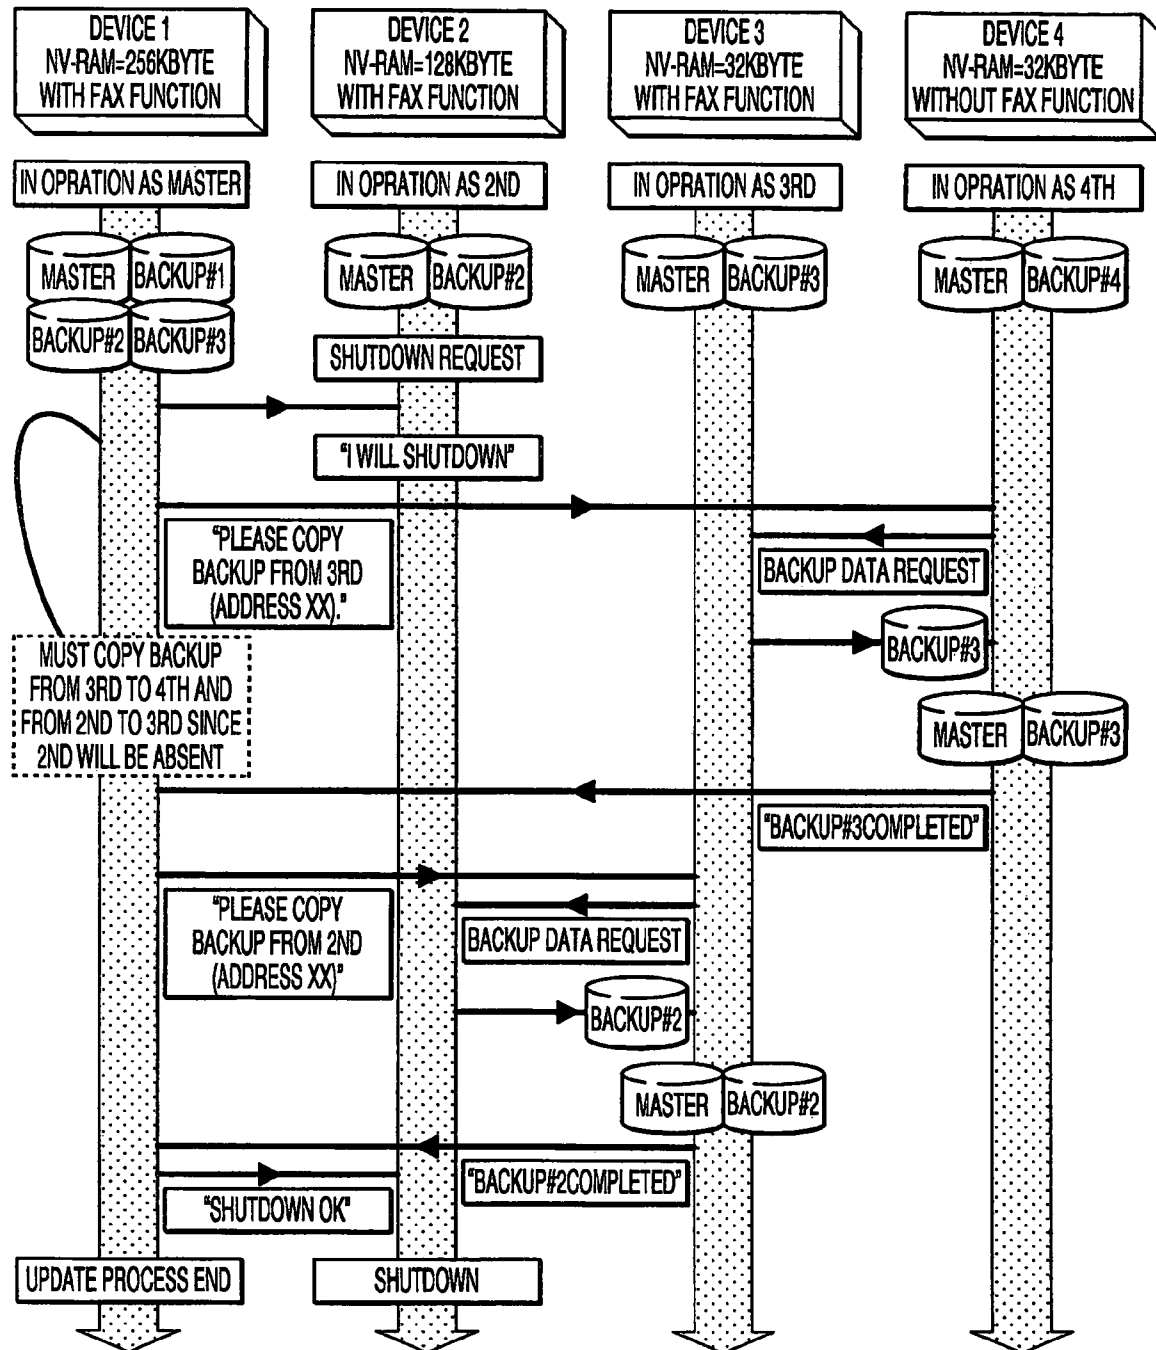 DEVICE 1
NV-RAM=256KBYTE
WITH FAX FUNCTION
DEVICE 2
NV-RAM=128KBYTE
WITH FAX FUNCTION
DEVICE 3
NV-RAM=32KBYTE
WITH FAX FUNCTION
DEVICE 4
NV-RAM=32KBYTE
WITHOUT FAX FUNCTION
IN OPRATION AS MASTER
IN OPRATION AS 2ND
IN OPRATION AS 3RD
IN OPRATION AS 4TH
MASTER
BACKUP#1
BACKUP#2
BACKUP#3
MASTER
BACKUP#2
MASTER
BACKUP#3
MASTER
BACKUP#4
SHUTDOWN REQUEST
"I WILL SHUTDOWN"
"PLEASE COPY
BACKUP FROM 3RD
(ADDRESS XX)."
BACKUP DATA REQUEST
BACKUP#3
MUST COPY BACKUP
FROM 3RD TO 4TH AND
FROM 2ND TO 3RD SINCE
2ND WILL BE ABSENT
MASTER
BACKUP#3
"BACKUP#3COMPLETED"
"PLEASE COPY
BACKUP FROM 2ND
(ADDRESS XX)"
BACKUP DATA REQUEST
BACKUP#2
MASTER
BACKUP#2
"BACKUP#2COMPLETED"
"SHUTDOWN OK"
UPDATE PROCESS END
SHUTDOWN